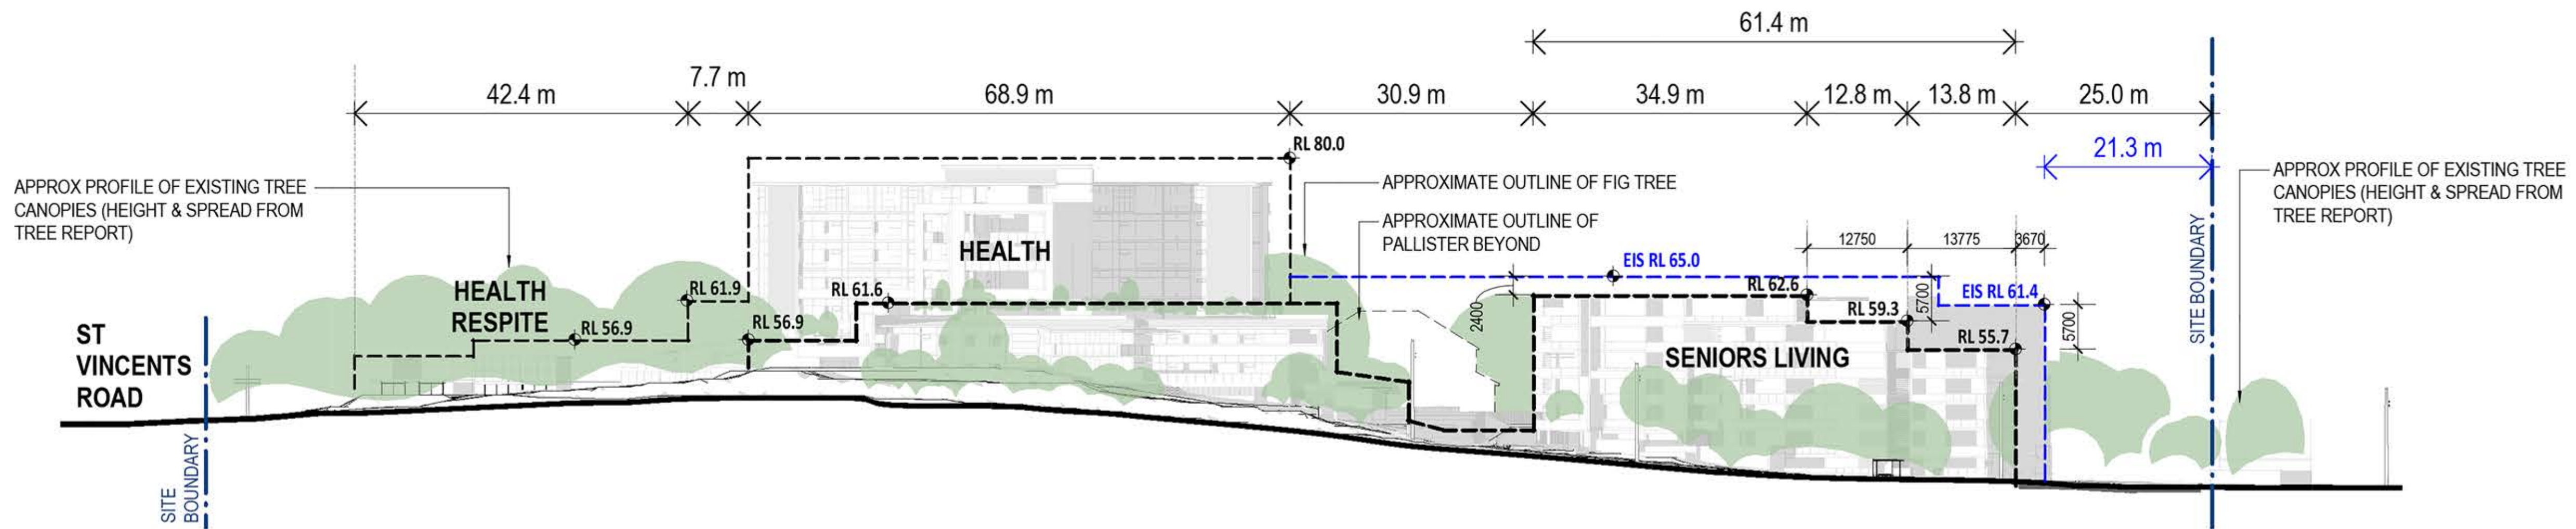 61.4 m
42.4 m
7.7 m
68.9 m
30.9 m
34.9 m
12.8 m
13.8 m
25.0 m
21.3 m
RL 80.0
APPROX PROFILE OF EXISTING TREE
CANOPIES (HEIGHT & SPREAD FROM
TREE REPORT)
APPROXIMATE OUTLINE OF FIG TREE
APPROXIMATE OUTLINE OF
PALLISTER BEYOND
APPROX PROFILE OF EXISTING TREE
CANOPIES (HEIGHT & SPREAD FROM
TREE REPORT)
SITE BOUNDARY
12750
13775
3670
HEALTH
EIS RL 65.0
EIS RL 61.4
HEALTH
RESPITE
RL 61.9
RL 61.6
RL 62.6
RL 59.3
RL 55.7
2400
5700
5700
RL 56.9
RL 56.9
ST
VINCENTS
ROAD
SENIORS LIVING
SITE
BOUNDARY